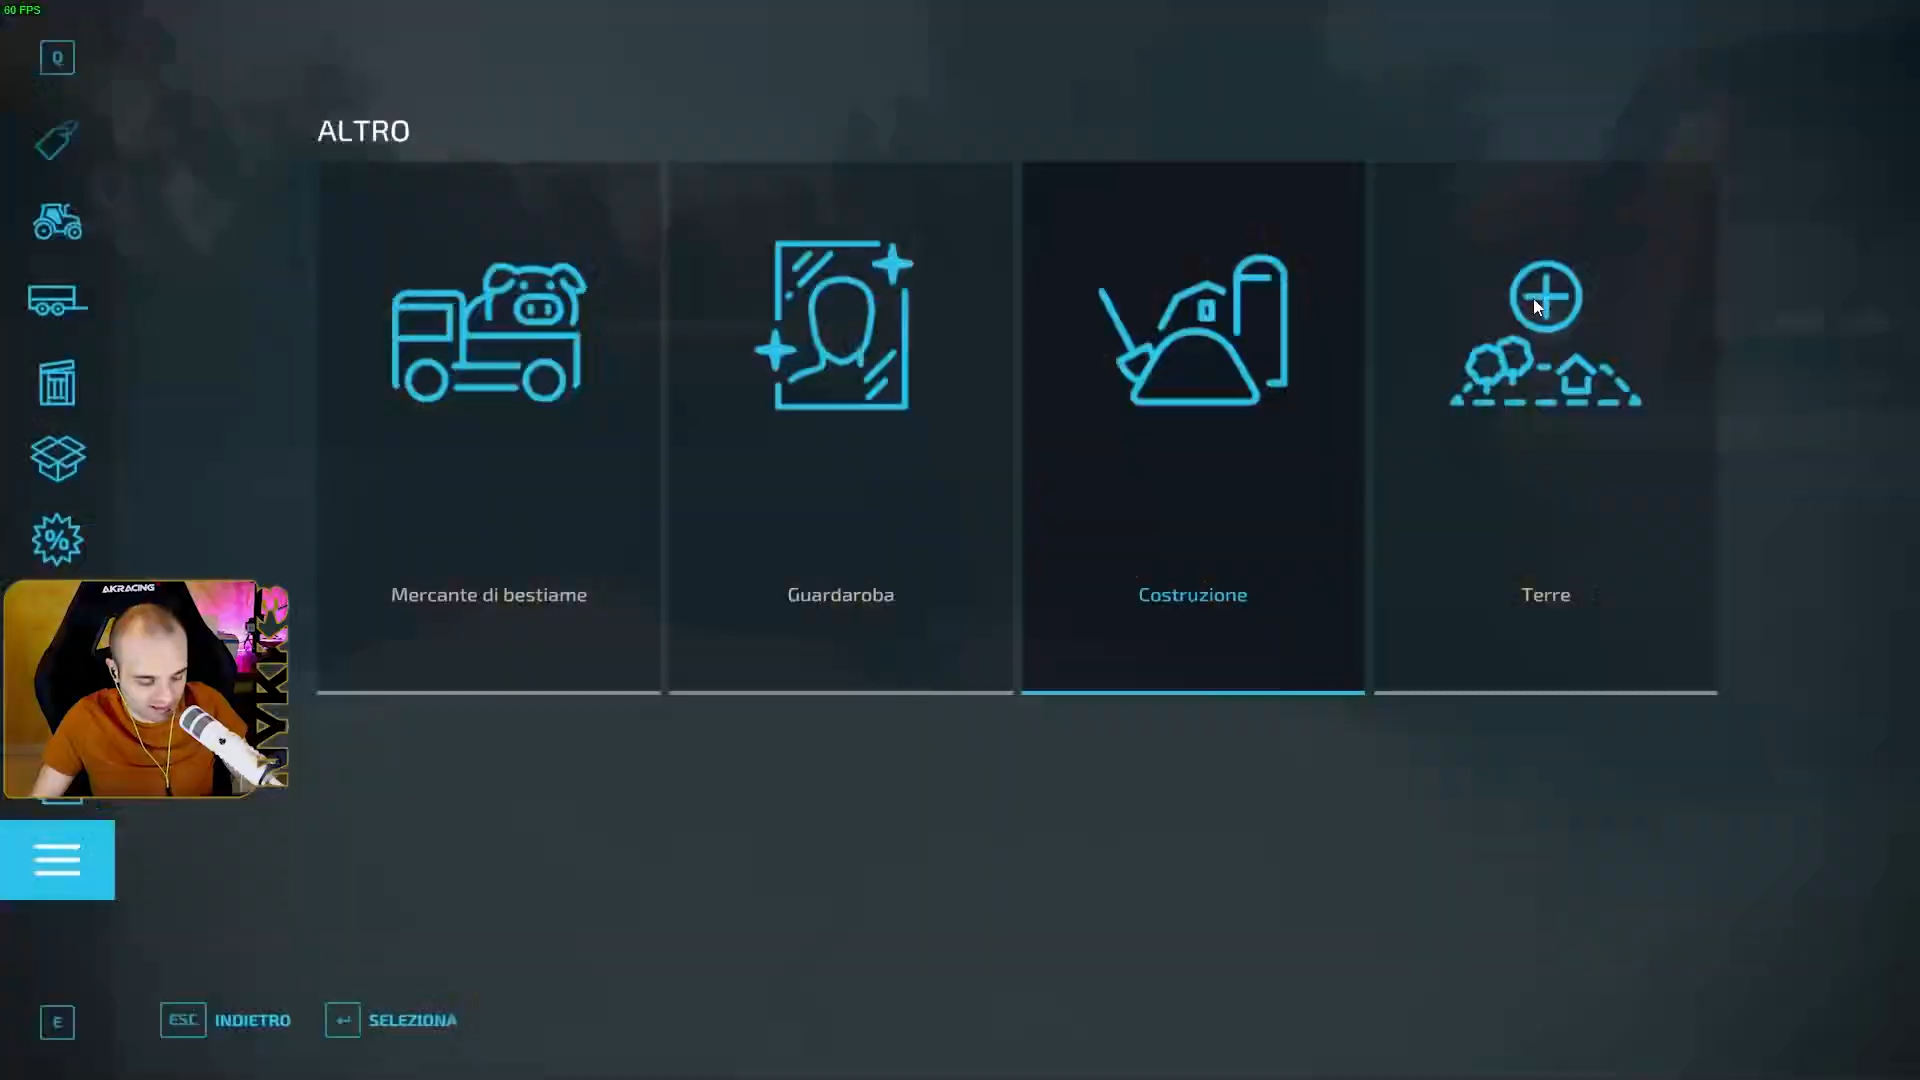 60 FPS
Q
ALTRO
Mercante di bestiame
Guardaroba
Costruzione
Terre
%
AKRACING
E
ESC INDIETRO
SELEZIONA